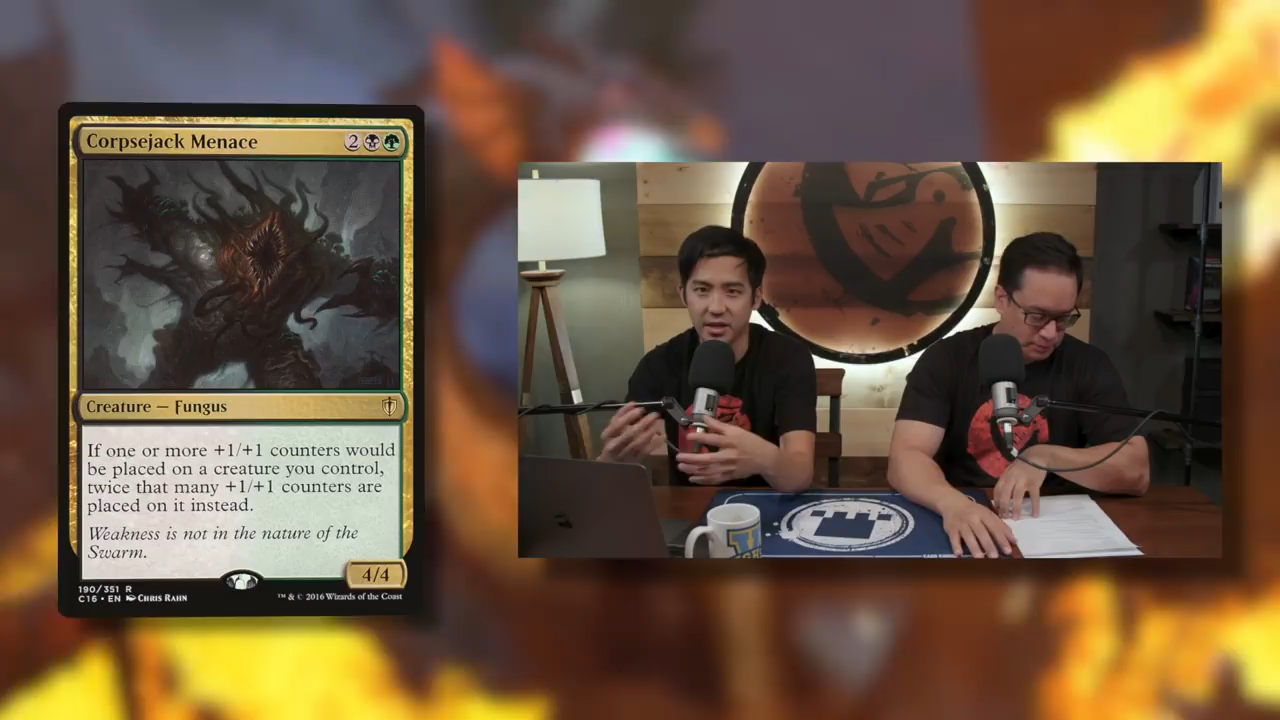 Corpsejack Menace 2
Creature — Fungus
If one or more +1/+1 counters would
be placed on a creature you control,
twice that many +1/+1 counters are
placed on it instead.
Weakness is not in the nature of the
Swarm.
4/4
190/351 R
C16 • EN Chris Rahn
™ & © 2016 Wizards of the Coast